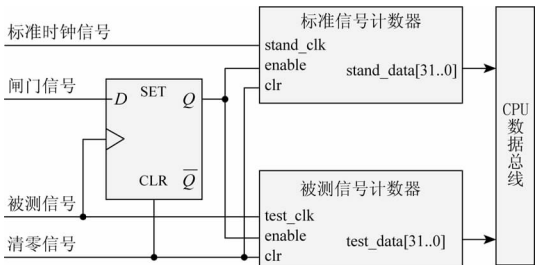 标准时钟信号
闸门信号
被测信号
清零信号
D
SET
Q
CLR
Q̅
标准信号计数器
stand_clk
enable
clr
stand_data[31..0]
被测信号计数器
test_clk
enable
clr
test_data[31..0]
CPU
数
据
总
线